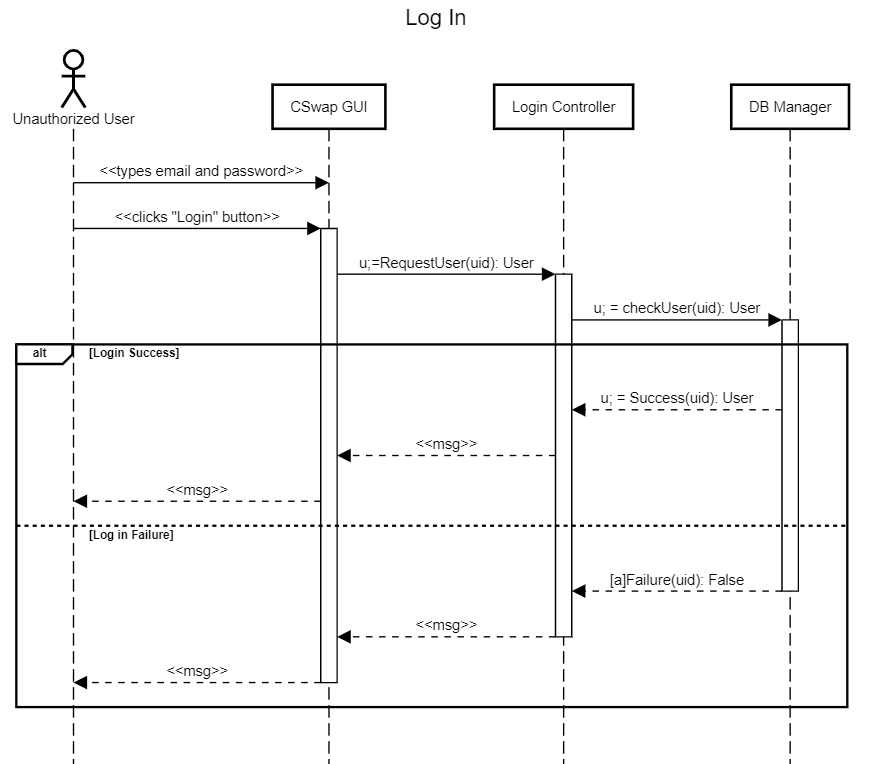 Log In
Unauthorized User
CSwap GUI
Login Controller
DB Manager
<<types email and password>>
<<clicks "Login" button>>
u;=RequestUser(uid): User
u; = checkUser(uid): User
alt
[Login Success]
u; = Success(uid): User
<<msg>>
<<msg>>
[Log in Failure]
[a]Failure(uid): False
<<msg>>
<<msg>>